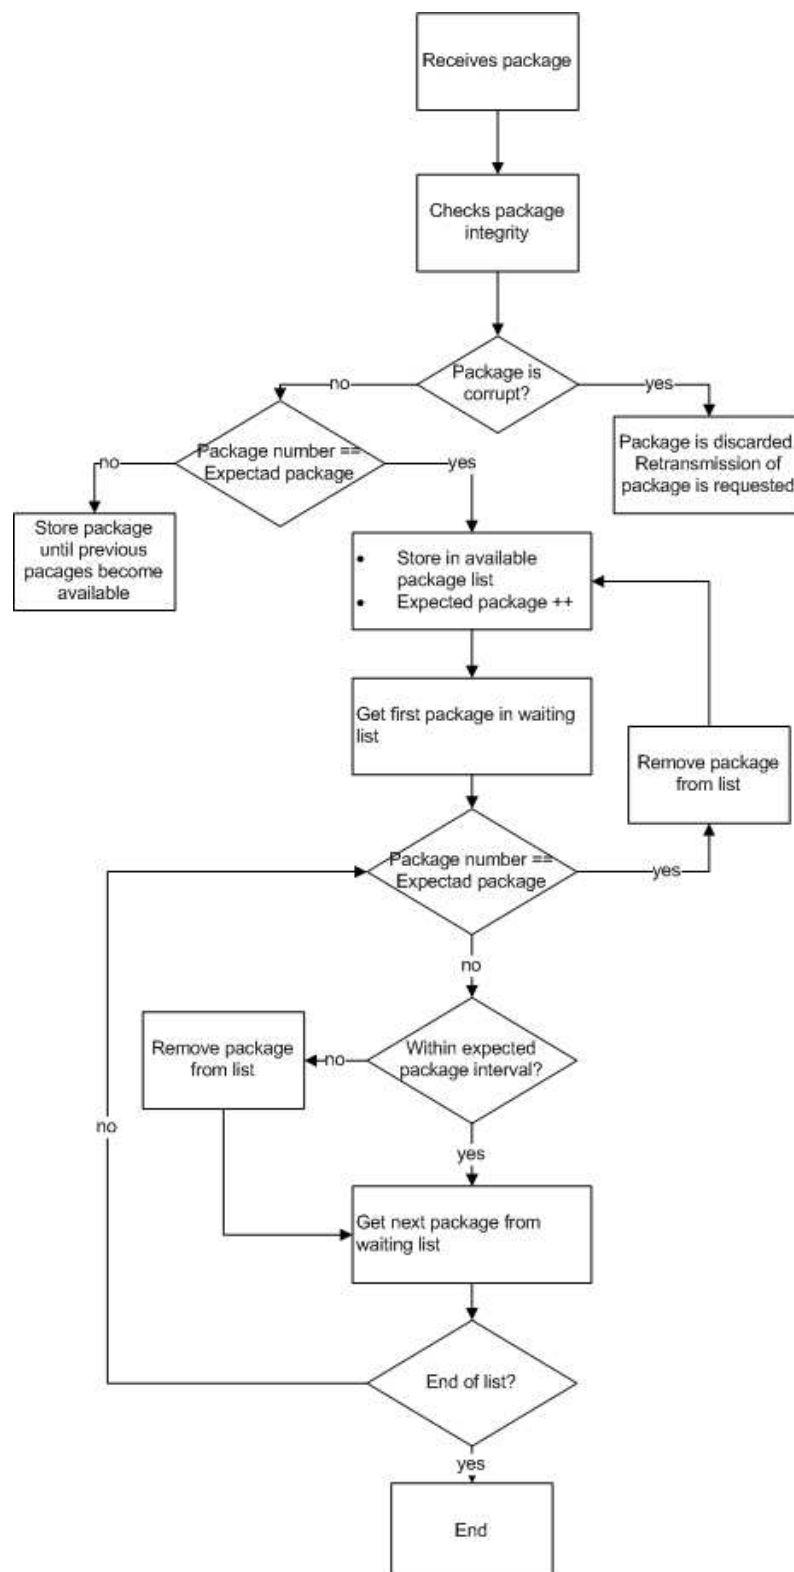 Receives package
Checks package
integrity
Package is
corrupt?
no
yes
Package number ==
Expectad package
no
yes
Package is discarded.
Retransmission of
package is requested
Store package
until previous
pacages become
available
• Store in available
package list
• Expected package ++
Get first package in waiting
list
Remove package
from list
Package number ==
Expectad package
yes
no
Within expected
package interval?
no
Remove package
from list
no
yes
Get next package from
waiting list
End of list?
yes
End